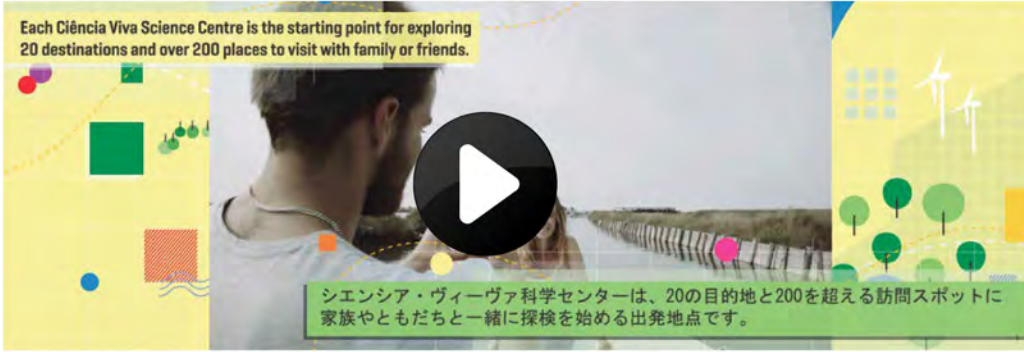 Each Ciência Viva Science Centre is the starting point for exploring
20 destinations and over 200 places to visit with family or friends.
シエンシア・ヴィーヴァ科学センターは、20の目的地と200を超える訪問スポットに
家族やともだちと一緒に探検を始める出発地点です。